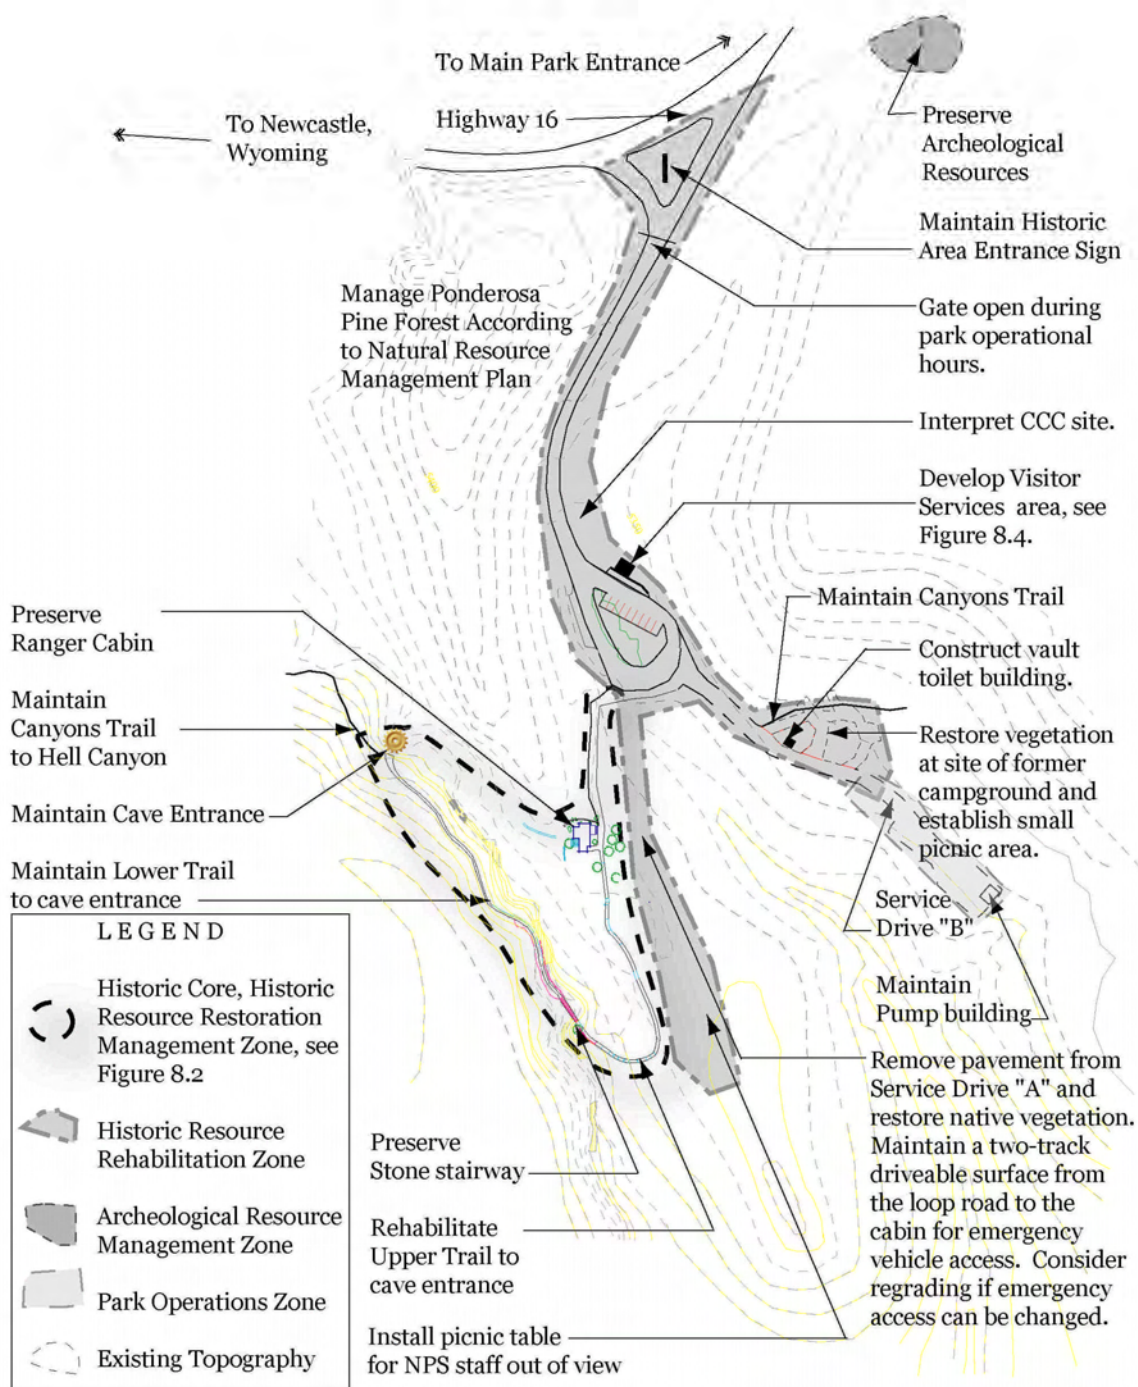 To Main Park Entrance
Highway 16
To Newcastle,
Wyoming
Preserve
Archeological
Resources
Maintain Historic
Area Entrance Sign
Manage Ponderosa
Pine Forest According
to Natural Resource
Management Plan
Gate open during
park operational
hours.
Interpret CCC site.
Develop Visitor
Services area, see
Figure 8.4.
Maintain Canyons Trail
Construct vault
toilet building.
Restore vegetation
at site of former
campground and
establish small
picnic area.
Service
Drive "B"
Maintain
Pump building
Preserve
Ranger Cabin
Maintain
Canyons Trail
to Hell Canyon
Maintain Cave Entrance
Maintain Lower Trail
to cave entrance
LEGEND
Historic Core, Historic
Resource Restoration
Management Zone, see
Figure 8.2
Historic Resource
Rehabilitation Zone
Archeological Resource
Management Zone
Park Operations Zone
Existing Topography
Preserve
Stone stairway
Rehabilitate
Upper Trail to
cave entrance
Install picnic table
for NPS staff out of view
Remove pavement from
Service Drive "A" and
restore native vegetation.
Maintain a two-track
driveable surface from
the loop road to the
cabin for emergency
vehicle access. Consider
regrading if emergency
access can be changed.